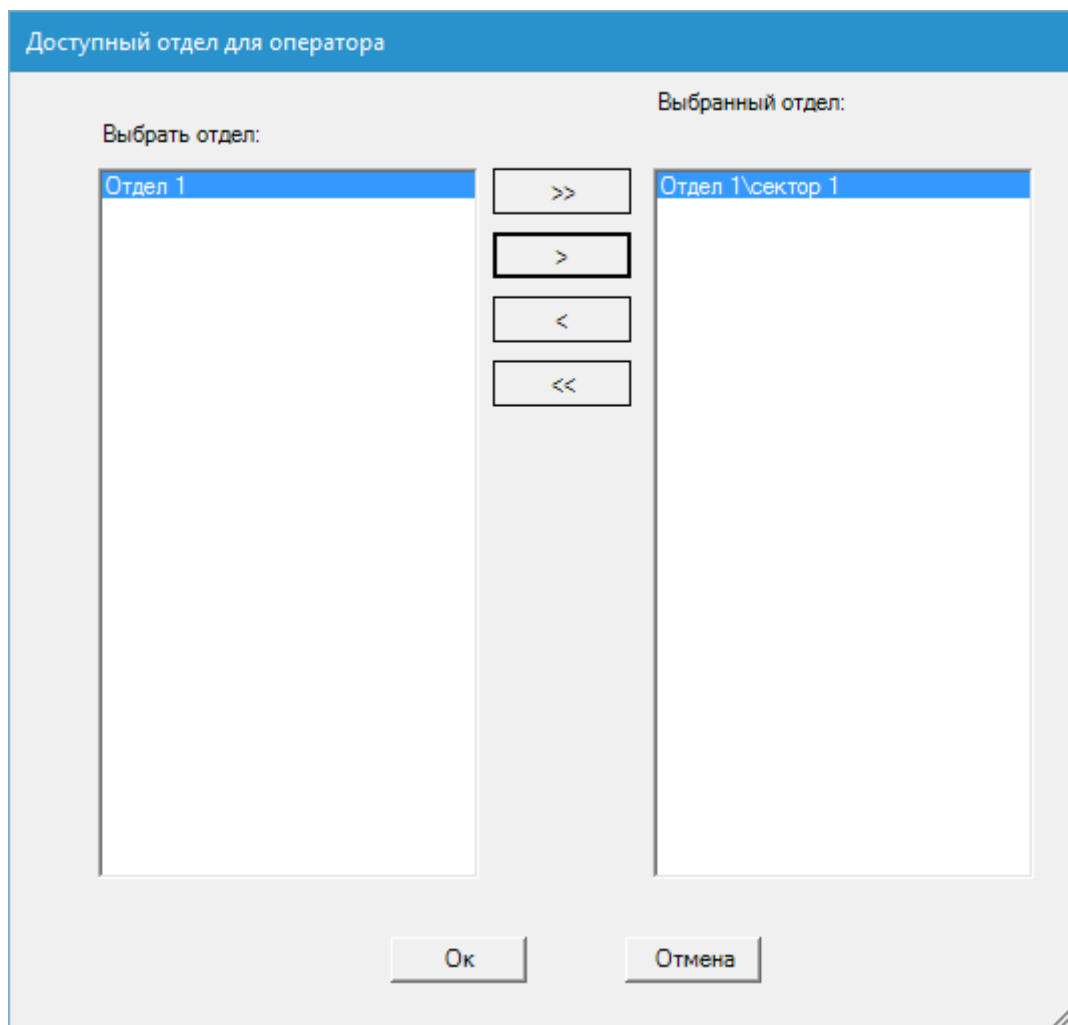 Доступный отдел для оператора
Выбранный отдел:
Выбрать отдел:
Отдел 1
>>
Отдел 1\сектор 1
>
<
<<
Ок
Отмена